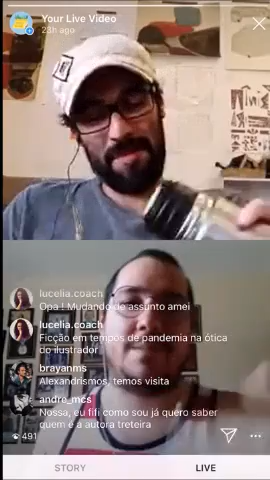 Your Live Video
23h ago
lucelia.coach
Opa ! Mudando de assunto amei
lucelia.coach
Ficção em tempos de pandemia na ótica
do ilustrador
brayanms
Alexandrismos, temos visita
andre_mcs
Nossa, eu fifi como sou já quero saber
quem é a autora treteira
491
STORY
LIVE